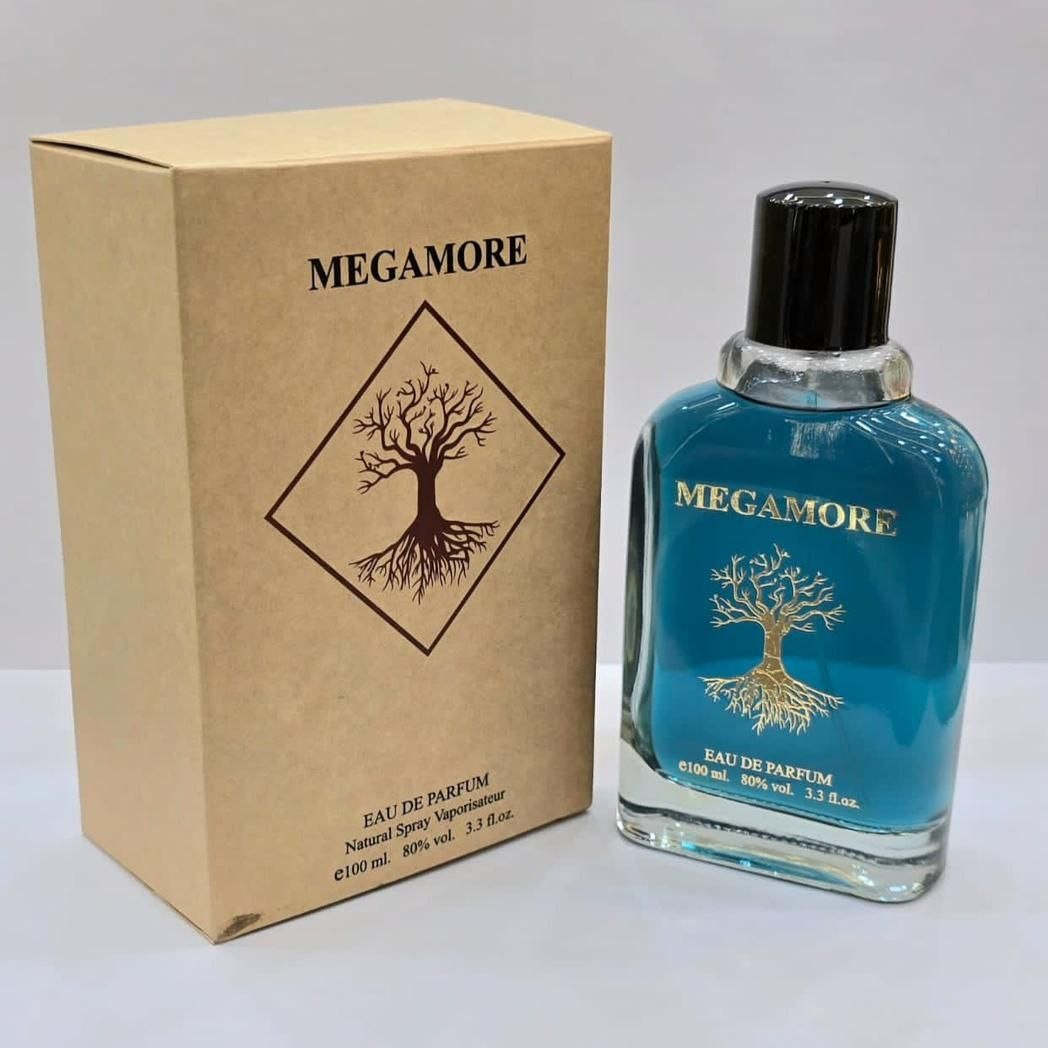 MEGAMORE
EAU DE PARFUM
Natural Spray Vaporisateur
e100 ml. 80% vol. 3.3 fl.oz.
MEGAMORE
EAU DE PARFUM
e100 ml. 80% vol. 3.3 fl.oz.